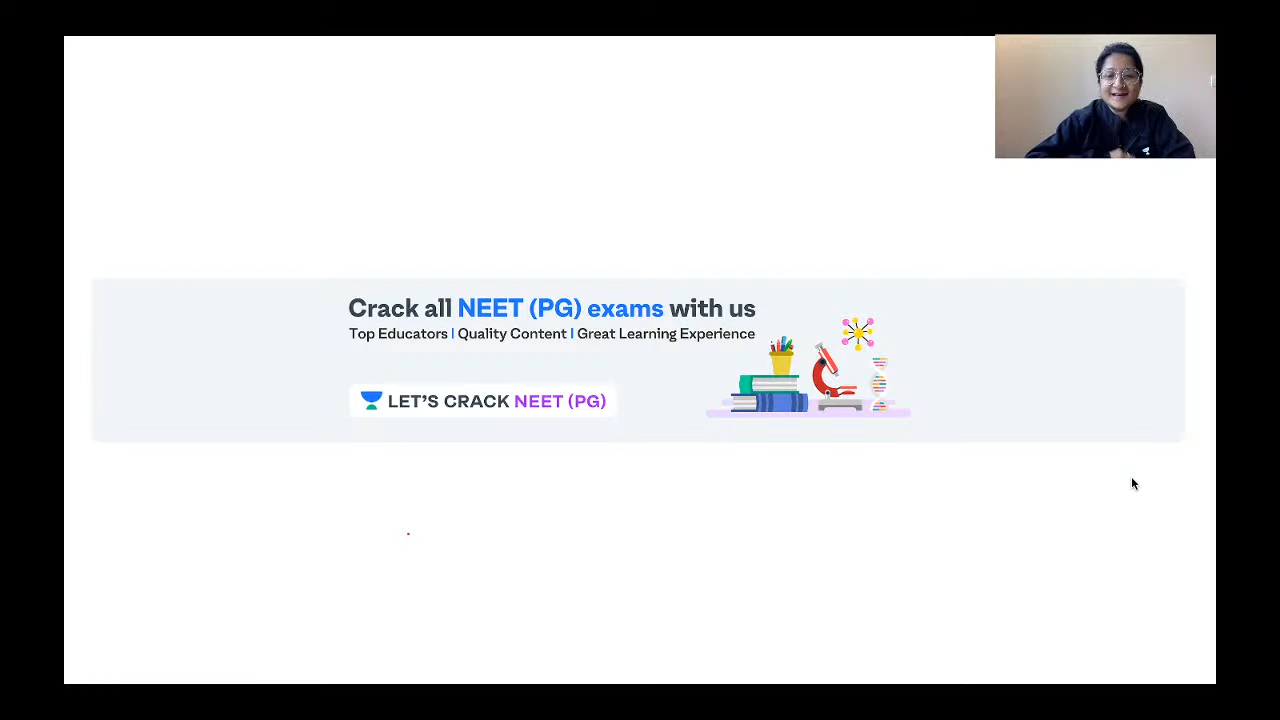 Crack all NEET (PG) exams with us
Top Educators | Quality Content | Great Learning Experience
LET'S CRACK NEET (PG)